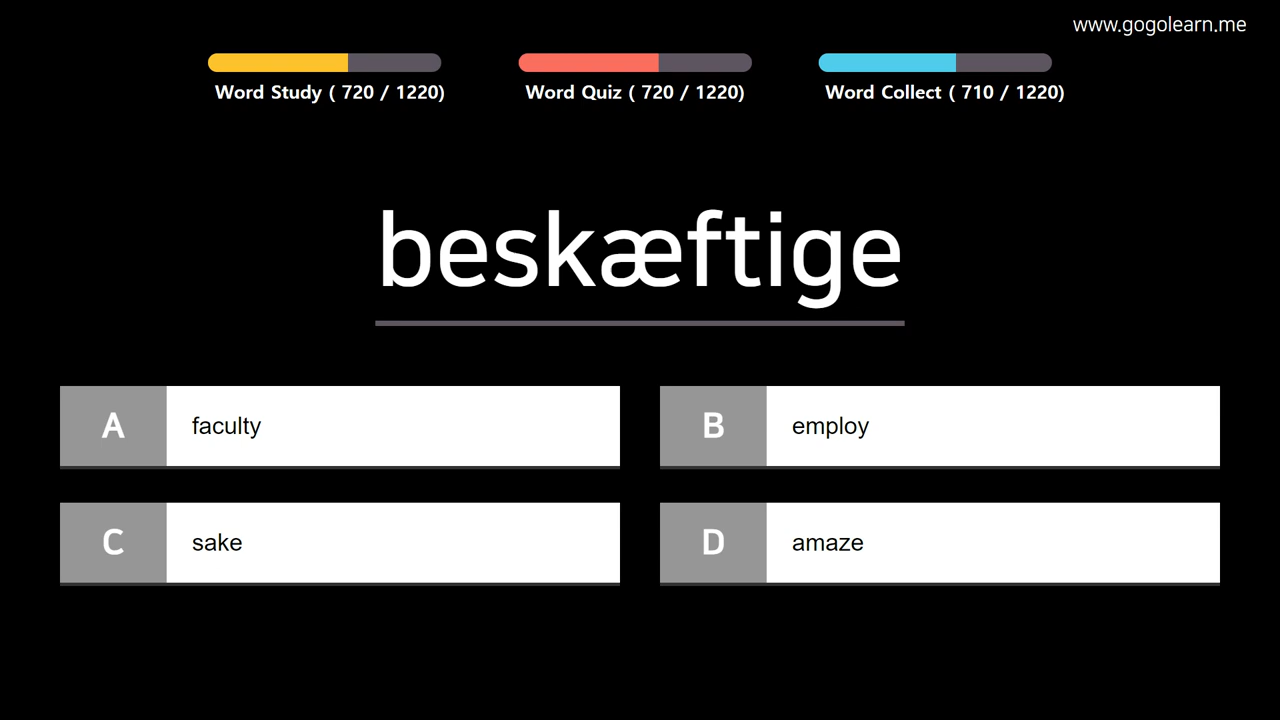 www.gogolearn.me
Word Study ( 720 / 1220)
Word Quiz ( 720 / 1220)
Word Collect ( 710 / 1220)
beskæftige
A faculty
B employ
C sake
D amaze